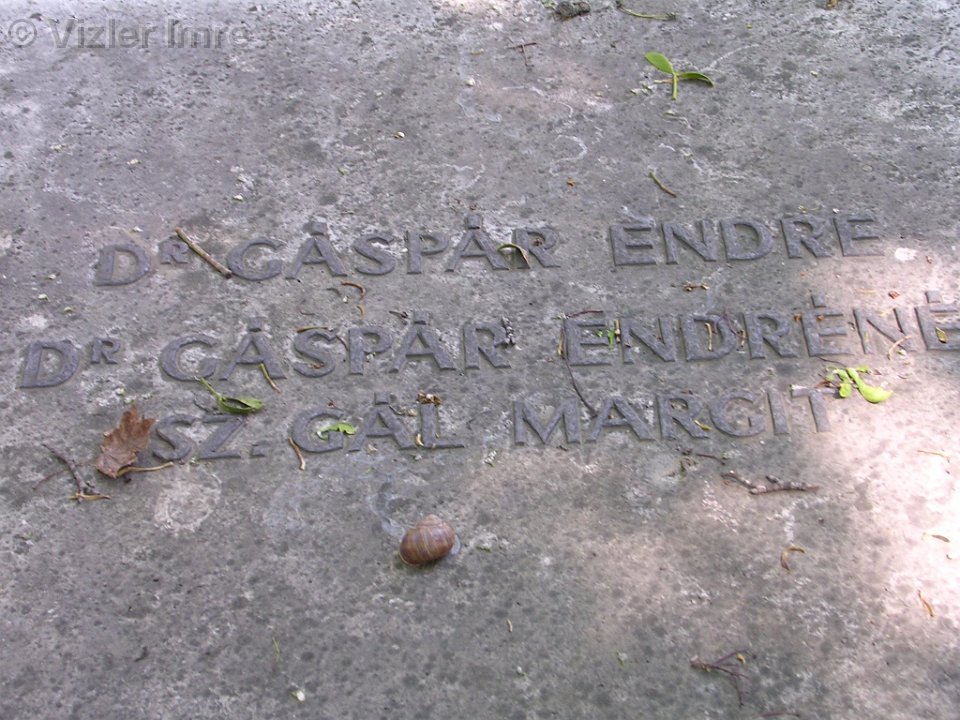 © Vizler Imre
Dr GÁSPÁR ENDRE
Dr GÁSPÁR ENDRÉNÉ
SZ. GÁL MARGIT